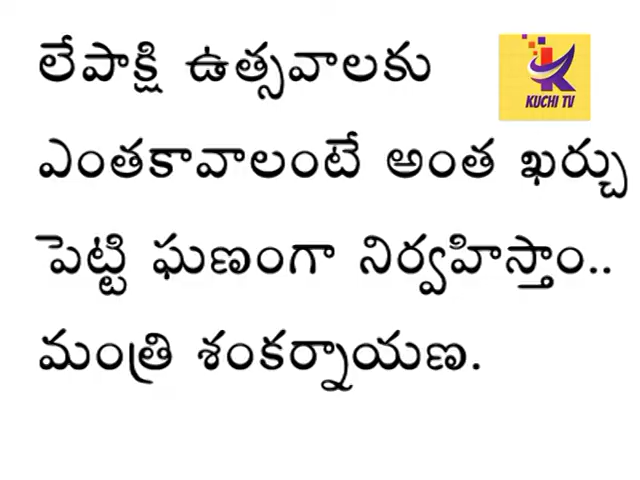 లేపాక్షి ఉత్సవాలకు
KUCHI TV
ఎంతకావాలంటే అంత ఖర్చు
పెట్టి ఘణంగా నిర్వహిస్తాం..
మంత్రి శంకర్నాయణ.